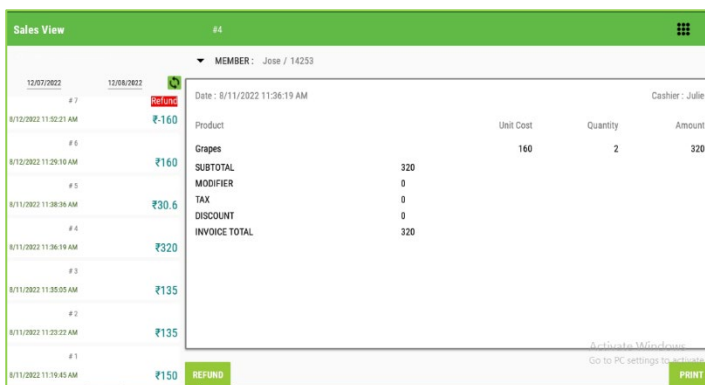 Sales View
#4
MEMBER : Jose / 14253
12/07/2022 12/08/2022
#7 Refund
8/12/2022 11:52:21 AM ₹-160
#6
8/12/2022 11:29:10 AM ₹160
#5
8/11/2022 11:38:36 AM ₹30.6
#4
8/11/2022 11:36:19 AM ₹320
#3
8/11/2022 11:35:05 AM ₹135
#2
8/11/2022 11:23:22 AM ₹135
#1
8/11/2022 11:19:45 AM ₹150
Date : 8/11/2022 11:36:19 AM Cashier : Julie
Product Unit Cost Quantity Amount
Grapes 160 2 320
SUBTOTAL 320
MODIFIER 0
TAX 0
DISCOUNT 0
INVOICE TOTAL 320
Activate Windows
Go to PC settings to activate
REFUND PRINT